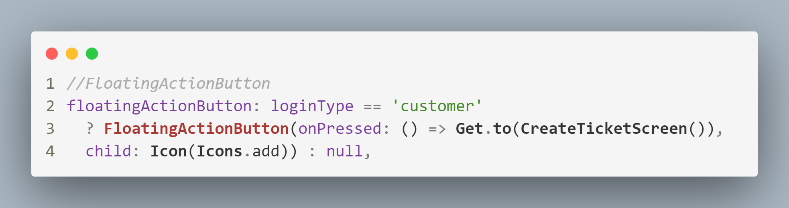 1 //FloatingActionButton
2 floatingActionButton: loginType == 'customer'
3   ? FloatingActionButton(onPressed: () => Get.to(CreateTicketScreen()),
4   child: Icon(Icons.add)) : null,